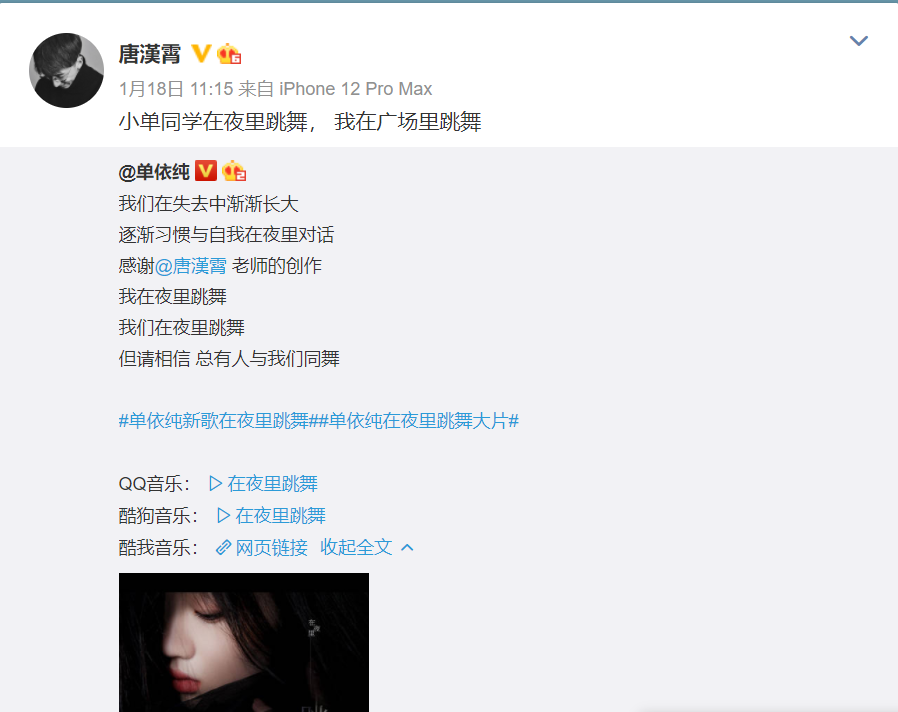 唐漢霄
1月18日 11:15 来自 iPhone 12 Pro Max
小单同学在夜里跳舞， 我在广场里跳舞
@单依纯
我们在失去中渐渐长大
逐渐习惯与自我在夜里对话
感谢@唐漢霄 老师的创作
我在夜里跳舞
我们在夜里跳舞
但请相信 总有人与我们同舞
#单依纯新歌在夜里跳舞##单依纯在夜里跳舞大片#
QQ音乐： 在夜里跳舞
酷狗音乐： 在夜里跳舞
酷我音乐： 网页链接 收起全文
在夜里